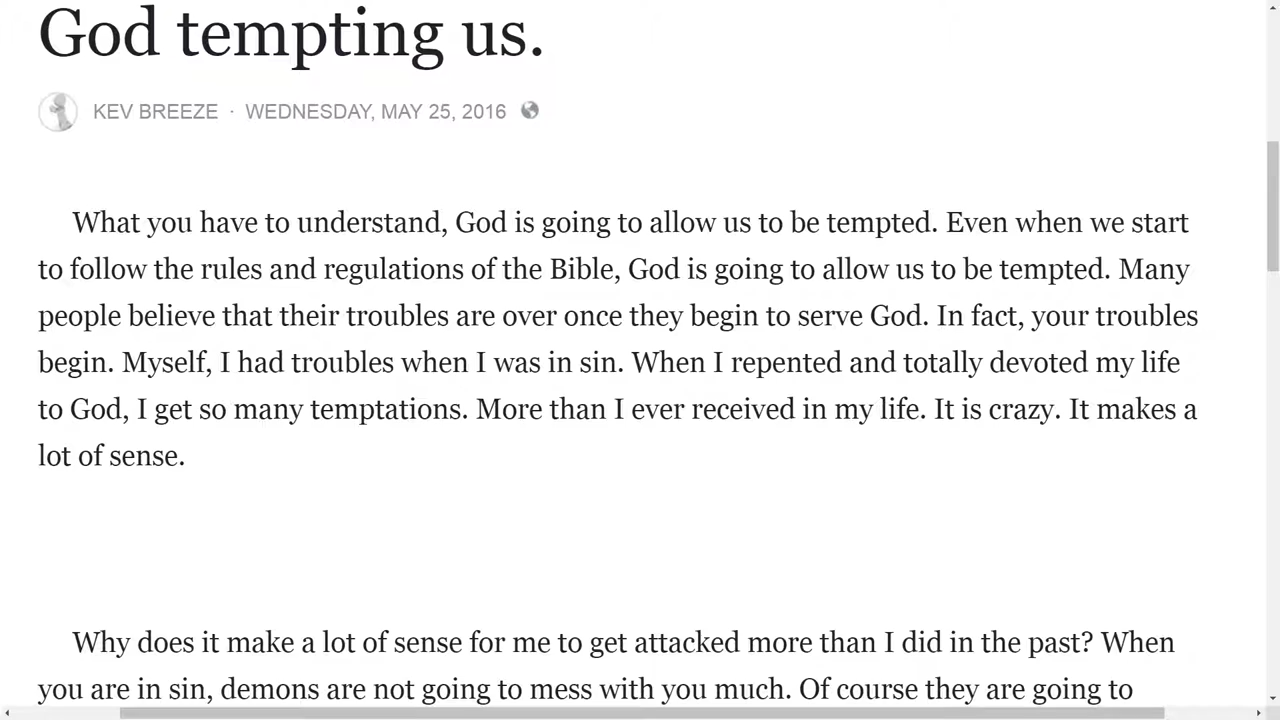 God tempting us.
KEV BREEZE · WEDNESDAY, MAY 25, 2016
What you have to understand, God is going to allow us to be tempted. Even when we start
to follow the rules and regulations of the Bible, God is going to allow us to be tempted. Many
people believe that their troubles are over once they begin to serve God. In fact, your troubles
begin. Myself, I had troubles when I was in sin. When I repented and totally devoted my life
to God, I get so many temptations. More than I ever received in my life. It is crazy. It makes a
lot of sense.
Why does it make a lot of sense for me to get attacked more than I did in the past? When
you are in sin, demons are not going to mess with you much. Of course they are going to